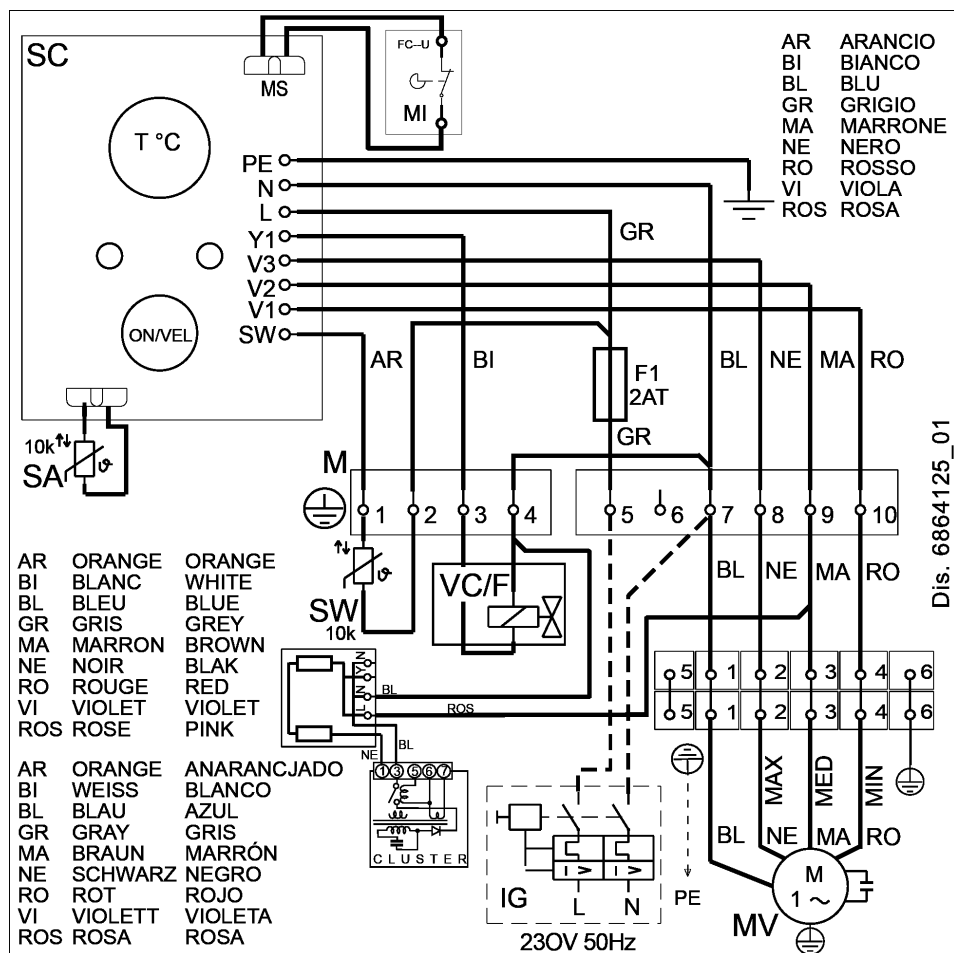 SC
MS
FC--U
MI
T °C
ON/VEL
PE
N
L
Y1
V3
V2
V1
SW
AR ARANCIO
BI BIANCO
BL BLU
GR GRIGIO
MA MARRONE
NE NERO
RO ROSSO
VI VIOLA
ROS ROSA
GR
AR BI BL NE MA RO
F1
2AT
GR
10k
SA
M
1 2 3 4 5 6 7 8 9 10
SW
10k
VC/F
BL NE MA RO
Dis. 6864125_01
AR ORANGE ORANGE
BI BLANC WHITE
BL BLEU BLUE
GR GRIS GREY
MA MARRON BROWN
NE NOIR BLAK
RO ROUGE RED
VI VIOLET VIOLET
ROS ROSE PINK
N
Y
N
L
BL
ROS
NE
BL
1 3 5 6 7
CLUSTER
5 1 2 3 4 6
5 1 2 3 4 6
MAX MED MIN
BL NE MA RO
AR ORANGE ANARANCJADO
BI WEISS BLANCO
BL BLAU AZUL
GR GRAY GRIS
MA BRAUN MARRÓN
NE SCHWARZ NEGRO
RO ROT ROJO
VI VIOLETT VIOLETA
ROS ROSA ROSA
I > I >
IG
L N
230V 50Hz
PE
M
1 ~
MV